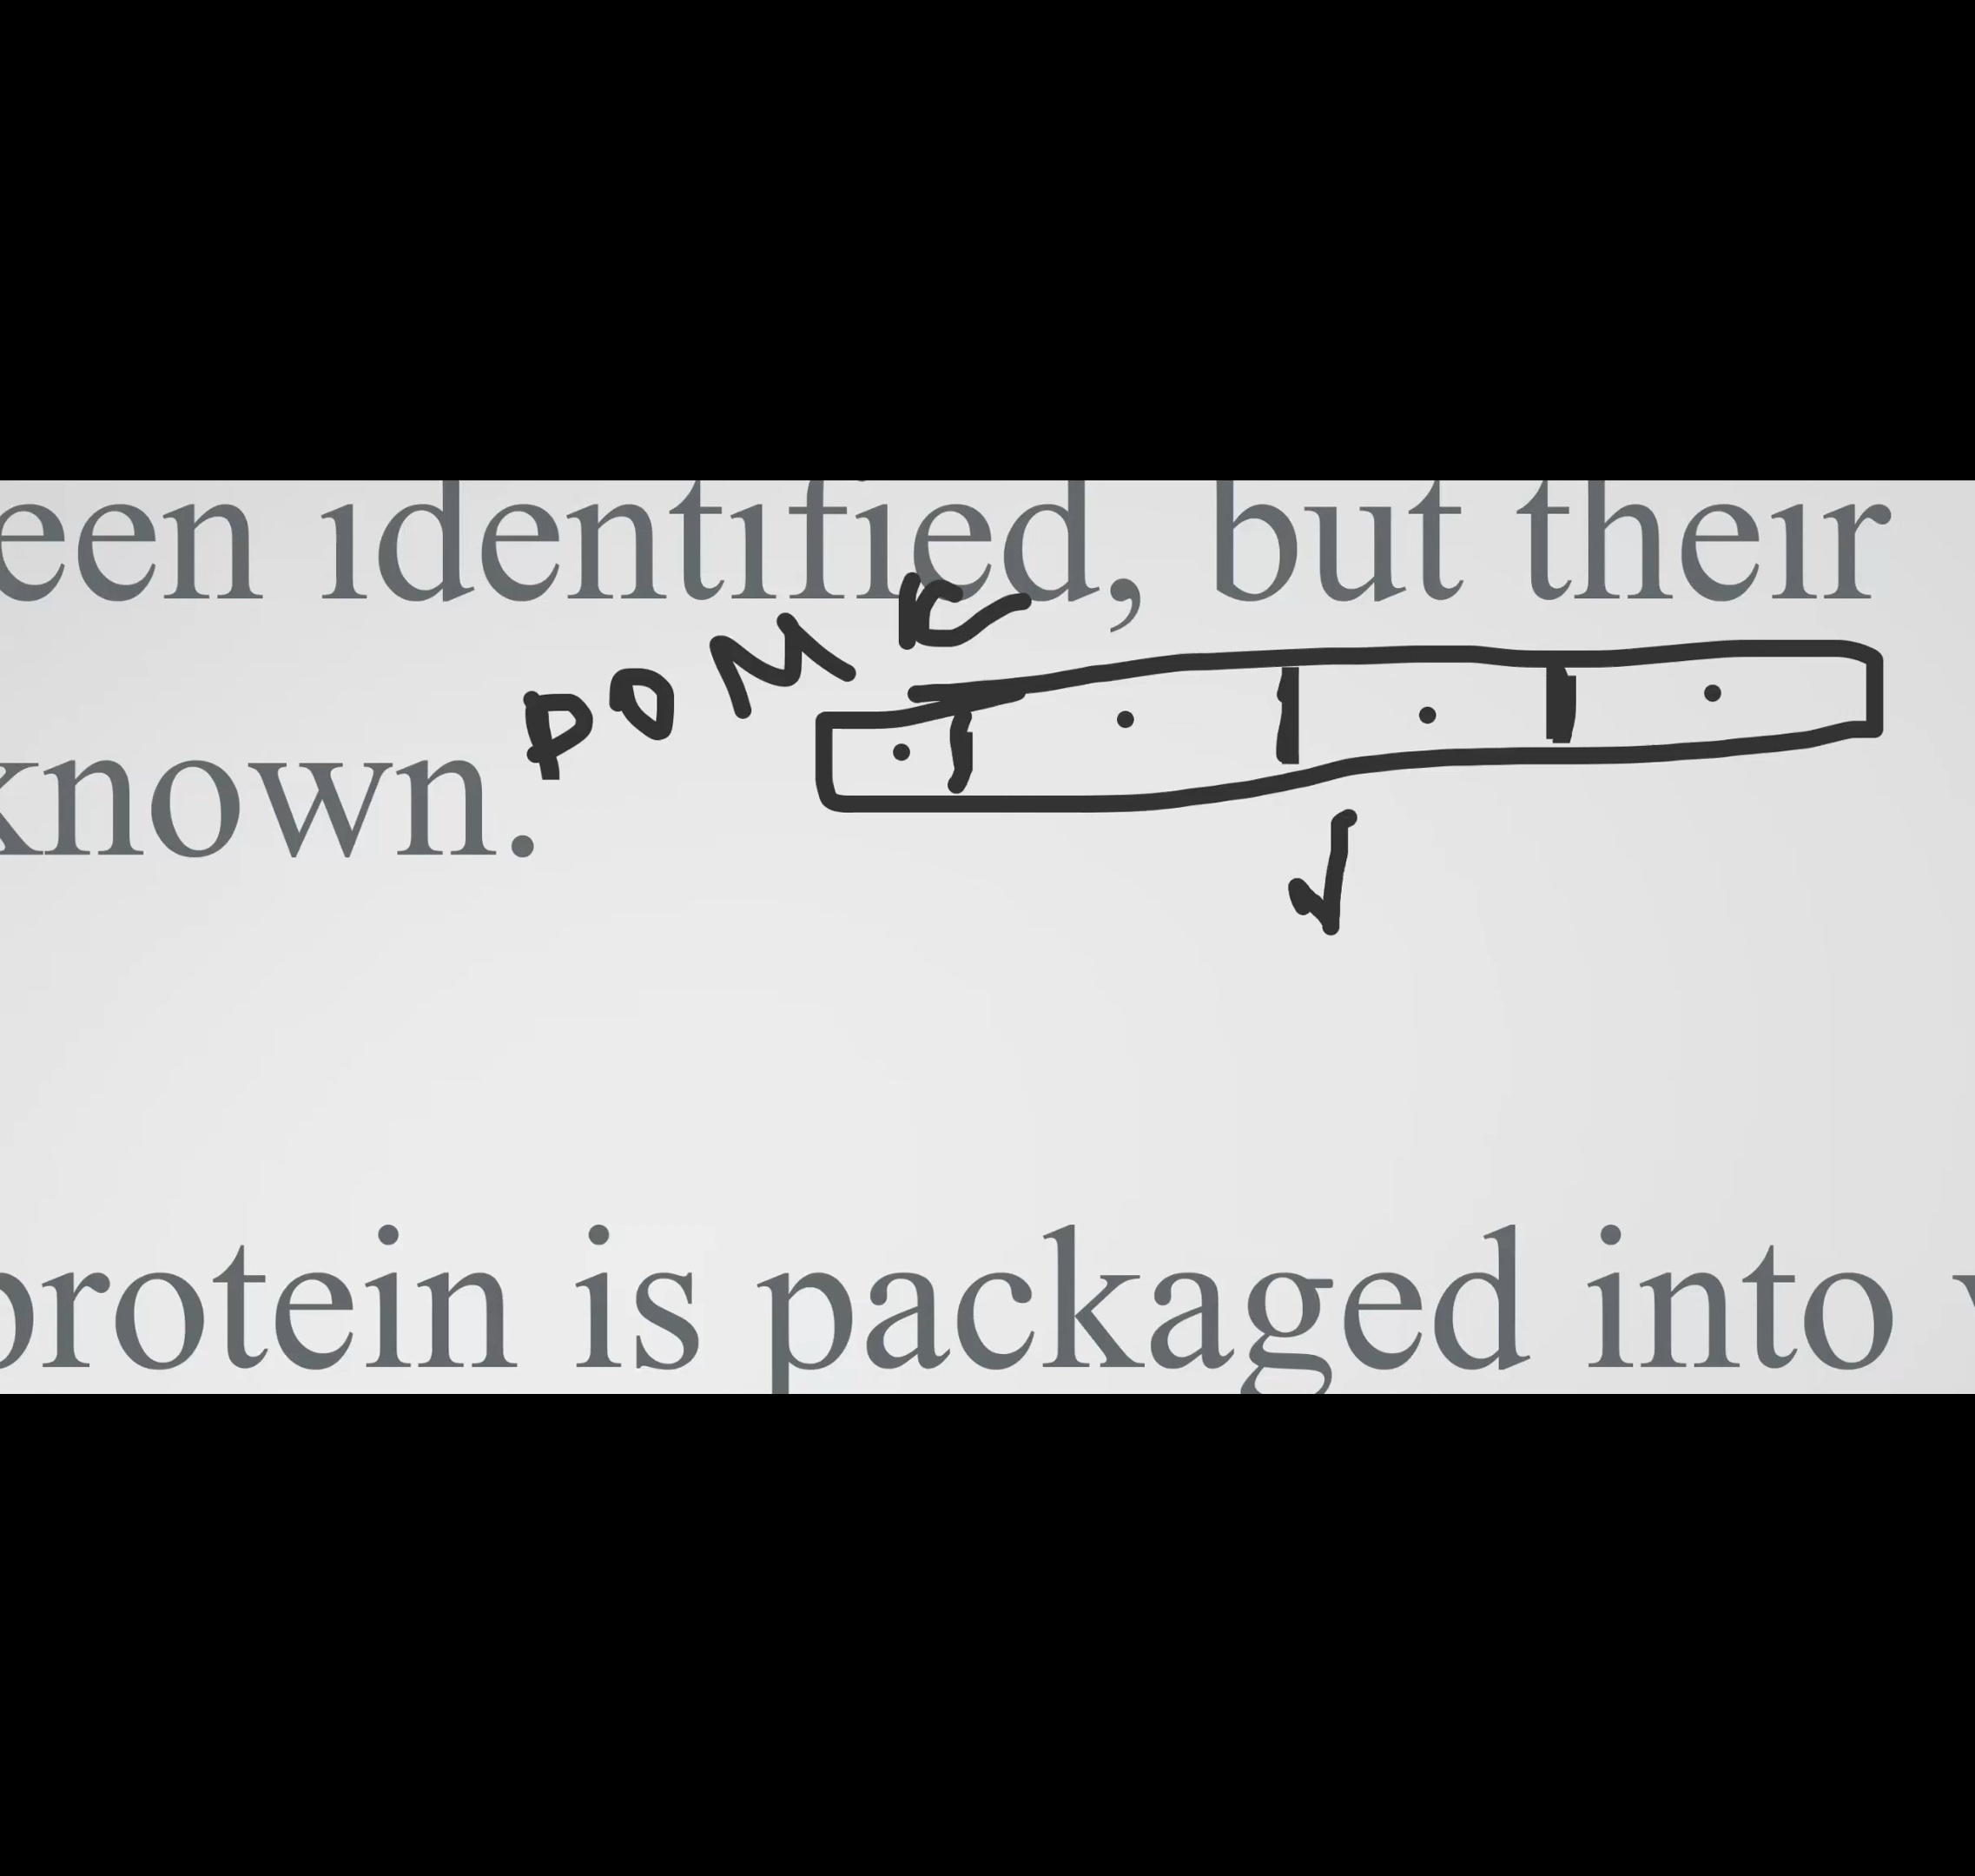 een identified, but their
POMC
known.
protein is packaged into